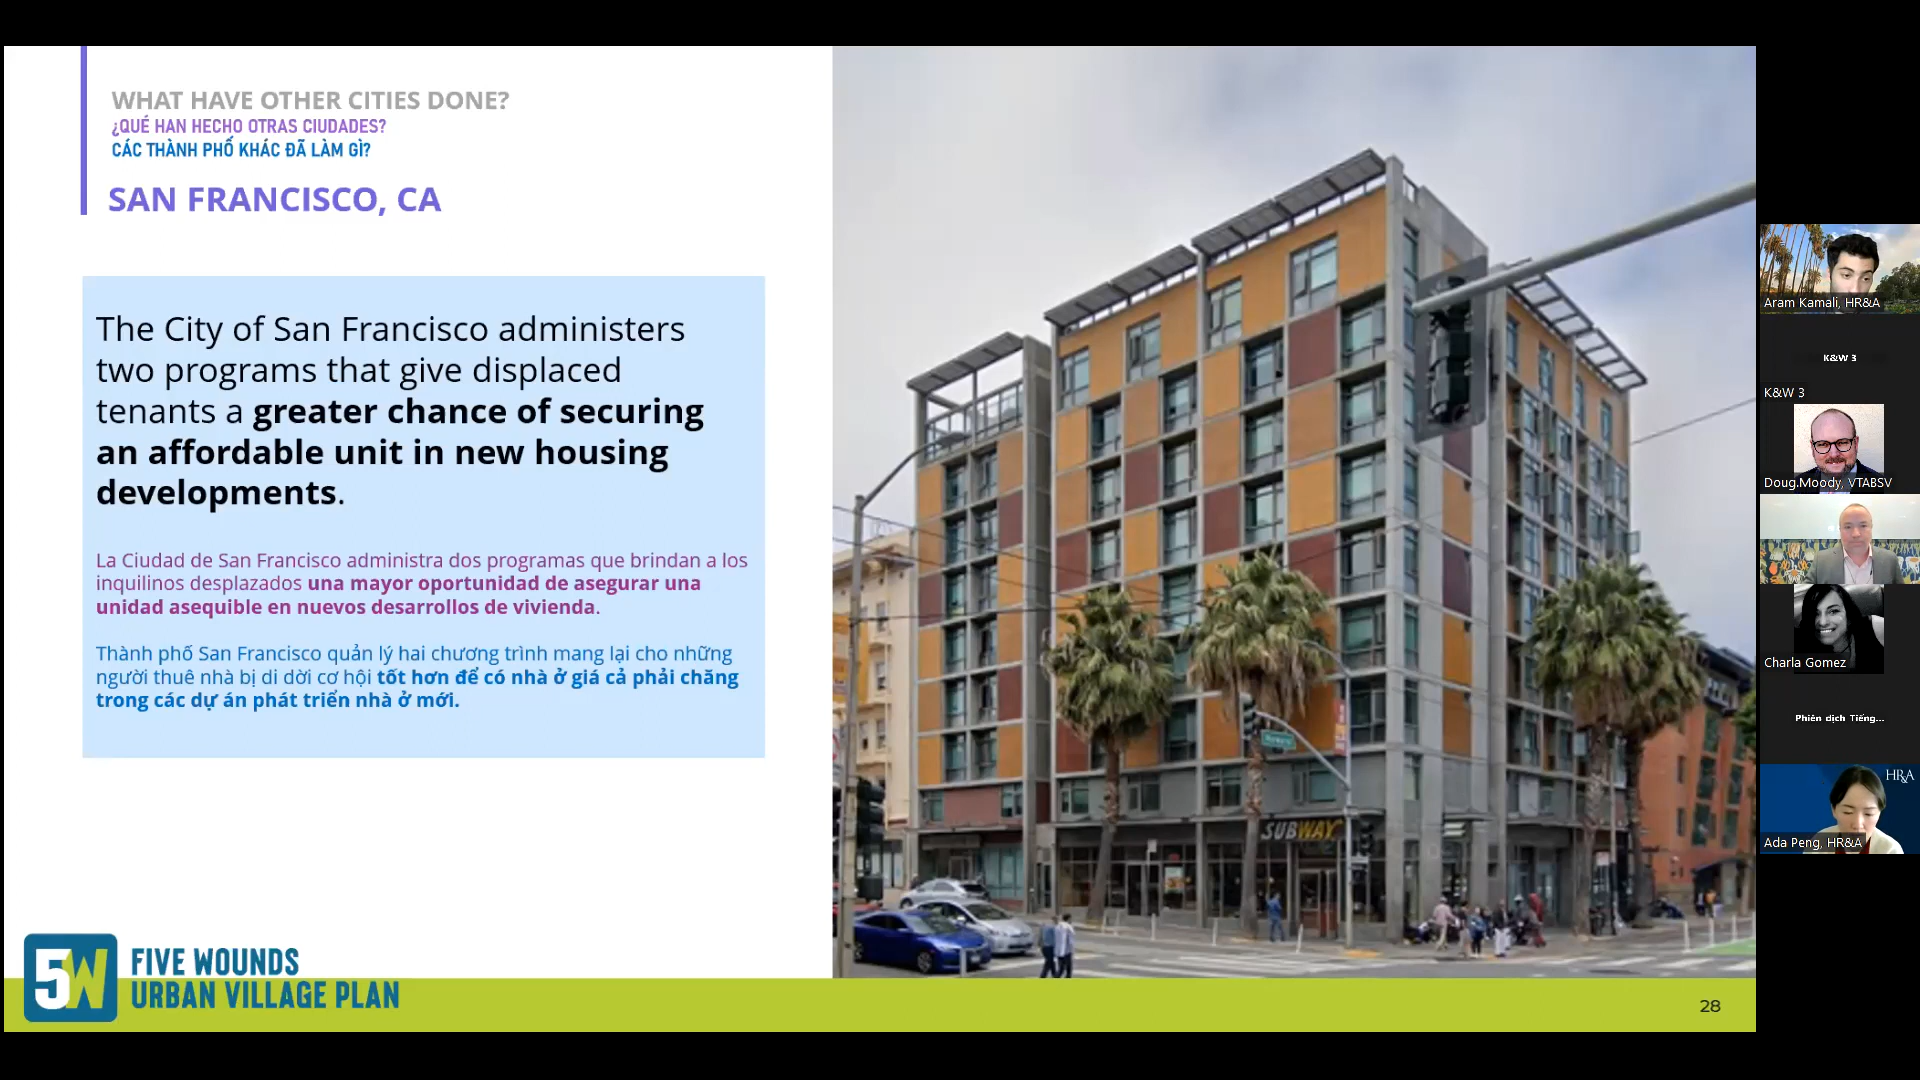 WHAT HAVE OTHER CITIES DONE?
¿QUÉ HAN HECHO OTRAS CIUDADES?
CÁC THÀNH PHỐ KHÁC ĐÃ LÀM GÌ?
SAN FRANCISCO, CA
The City of San Francisco administers
two programs that give displaced
tenants a greater chance of securing
an affordable unit in new housing
developments.
La Ciudad de San Francisco administra dos programas que brindan a los
inquilinos desplazados una mayor oportunidad de asegurar una
unidad asequible en nuevos desarrollos de vivienda.
Thành phố San Francisco quản lý hai chương trình mang lại cho những
người thuê nhà bị di dời cơ hội tốt hơn để có nhà ở giá cả phải chăng
trong các dự án phát triển nhà ở mới.
SUBWAY
5W
FIVE WOUNDS
URBAN VILLAGE PLAN
28
Aram Kamali, HR&A
K&W 3
K&W 3
Doug.Moody, VTABSV
Charla Gomez
Phiên dịch Tiếng...
HR&A
Ada Peng, HR&A